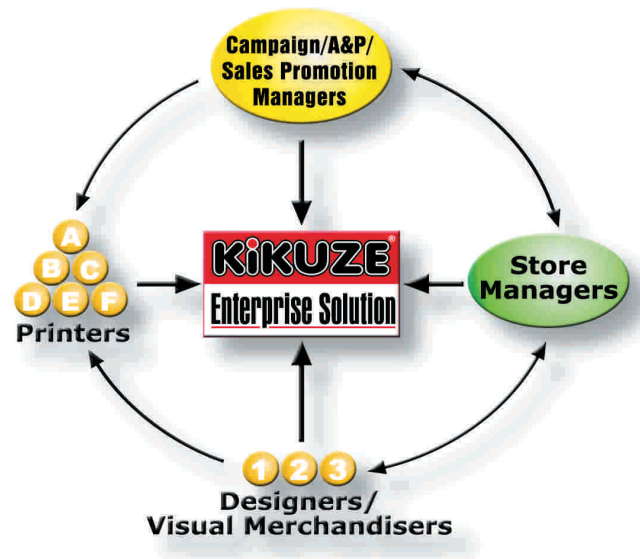 Campaign/A&P/
Sales Promotion
Managers
A
B C
D E F
Printers
KiKUZE®
Enterprise Solution
Store
Managers
1 2 3
Designers/
Visual Merchandisers